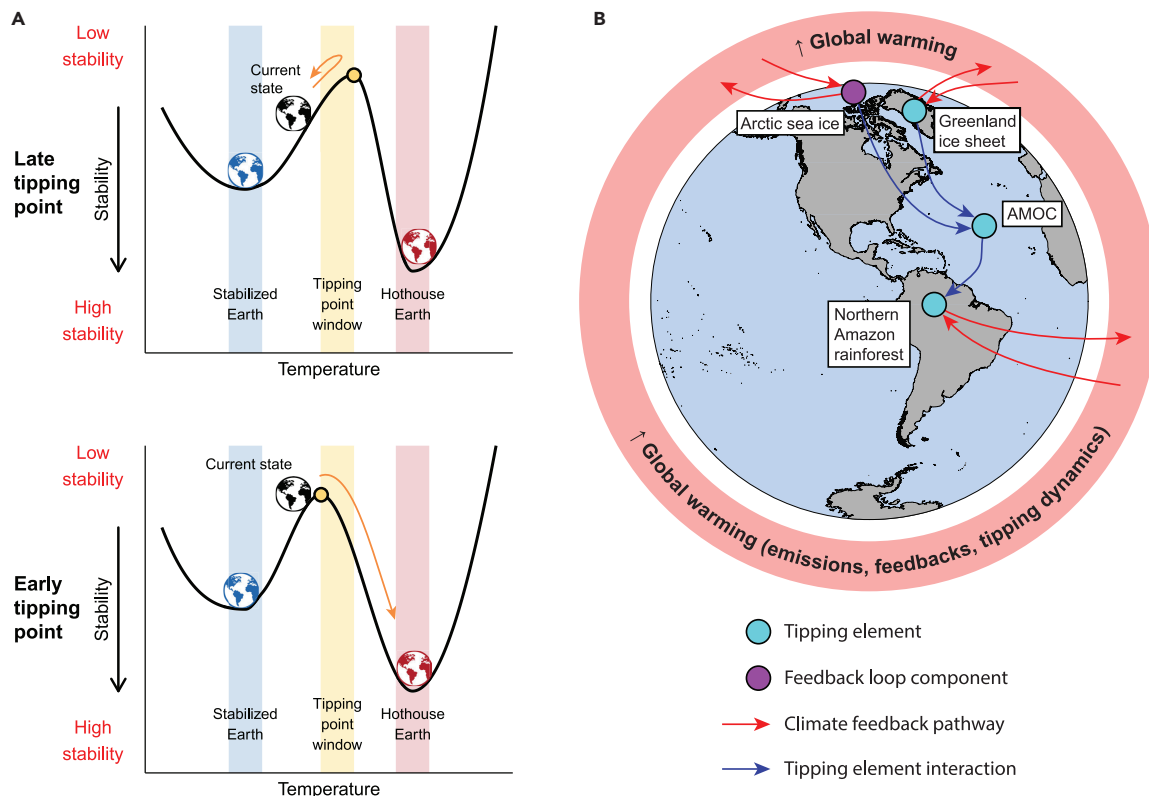 A
Low
stability
Late
tipping
point
Stability
High
stability
Current
state
Stabilized
Earth
Tipping
point
window
Hothouse
Earth
Temperature
Low
stability
Early
tipping
point
Stability
High
stability
Current state
Stabilized
Earth
Tipping
point
window
Hothouse
Earth
Temperature
B
↑ Global warming
Arctic sea ice
Greenland
ice sheet
AMOC
Northern
Amazon
rainforest
↑ Global warming (emissions, feedbacks, tipping dynamics)
Tipping element
Feedback loop component
Climate feedback pathway
Tipping element interaction